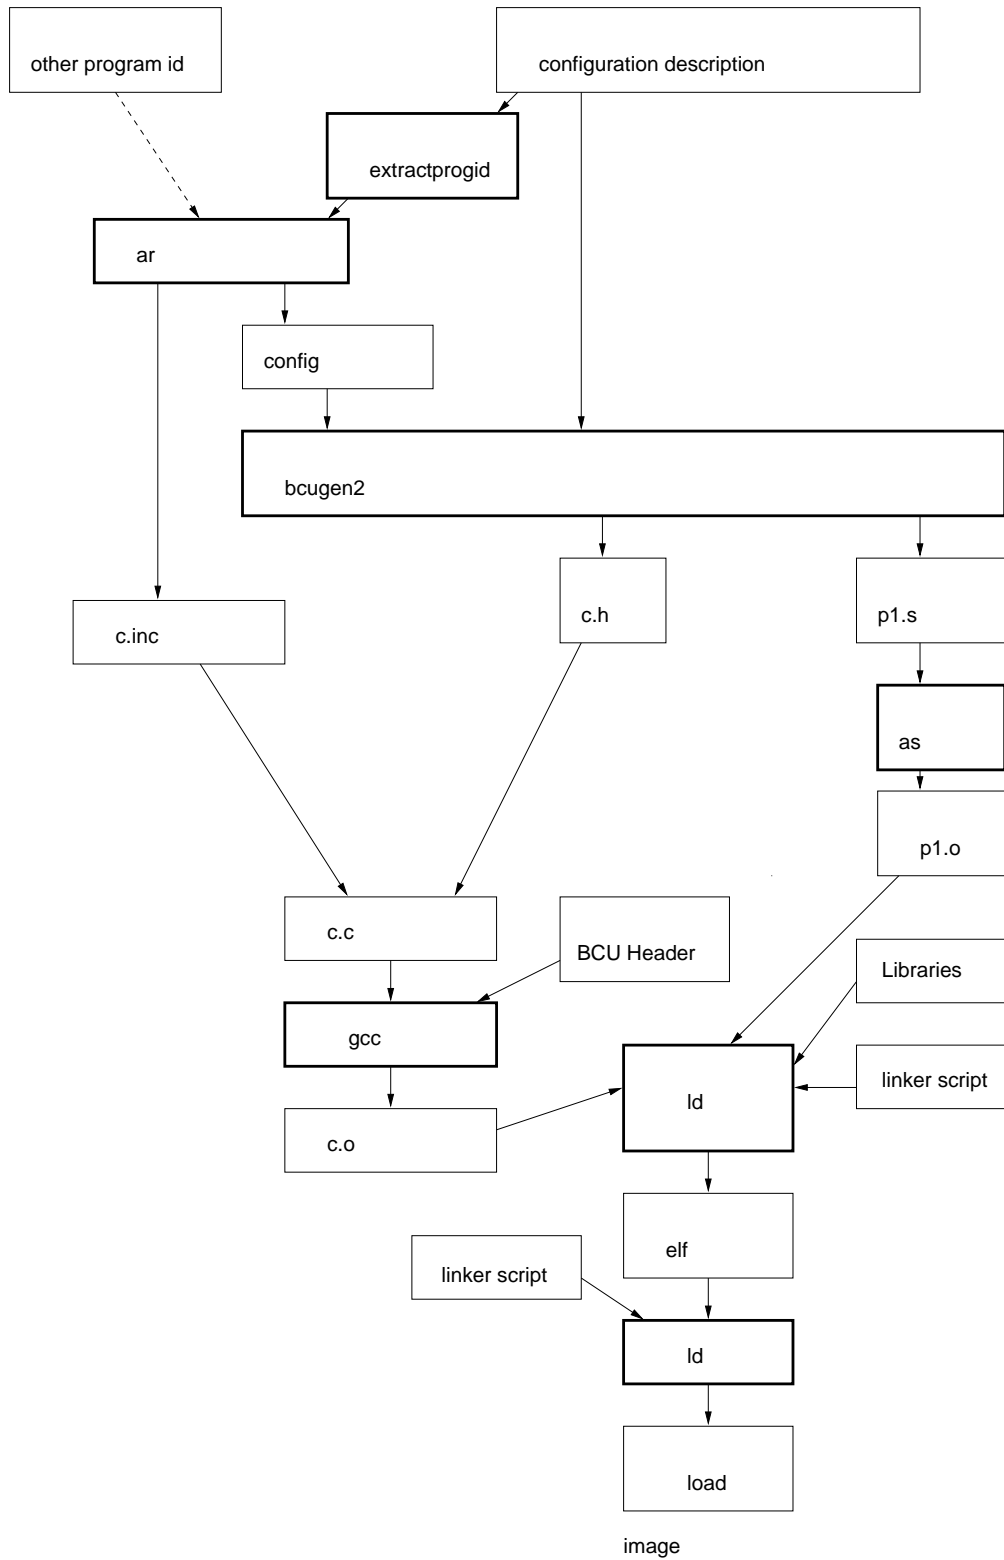 other program id
configuration description
extractprogid
ar
config
bcugen2
c.inc
c.h
p1.s
as
p1.o
c.c
BCU Header
Libraries
gcc
ld
linker script
c.o
elf
linker script
ld
load
image